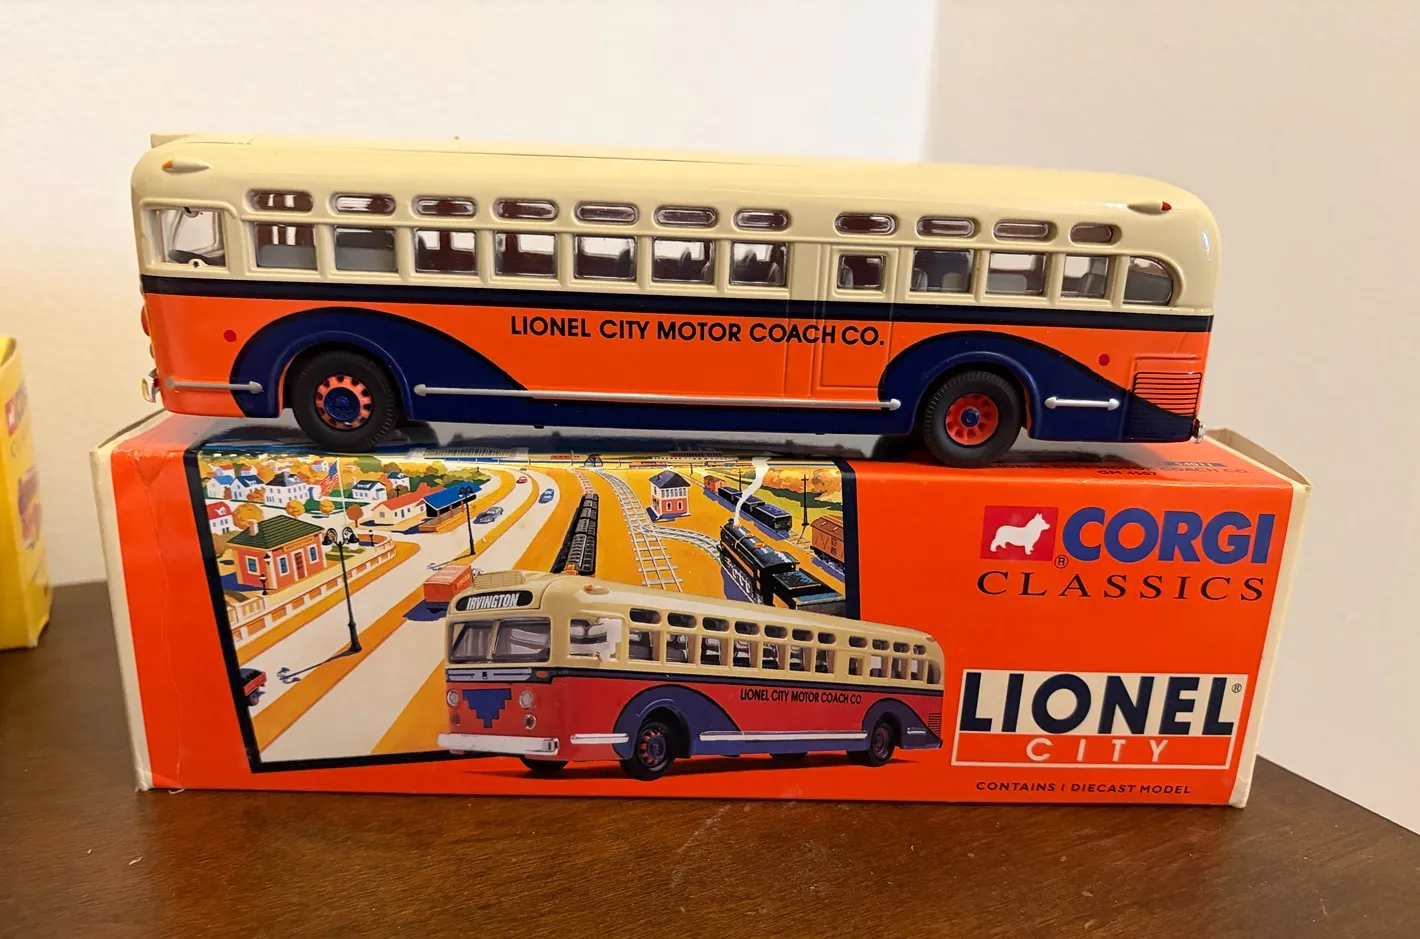 LIONEL CITY MOTOR COACH CO.
CORGI
®
CLASSICS
IRVINGTON
LIONEL CITY MOTOR COACH CO.
LIONEL®
CITY
CONTAINS 1 DIECAST MODEL